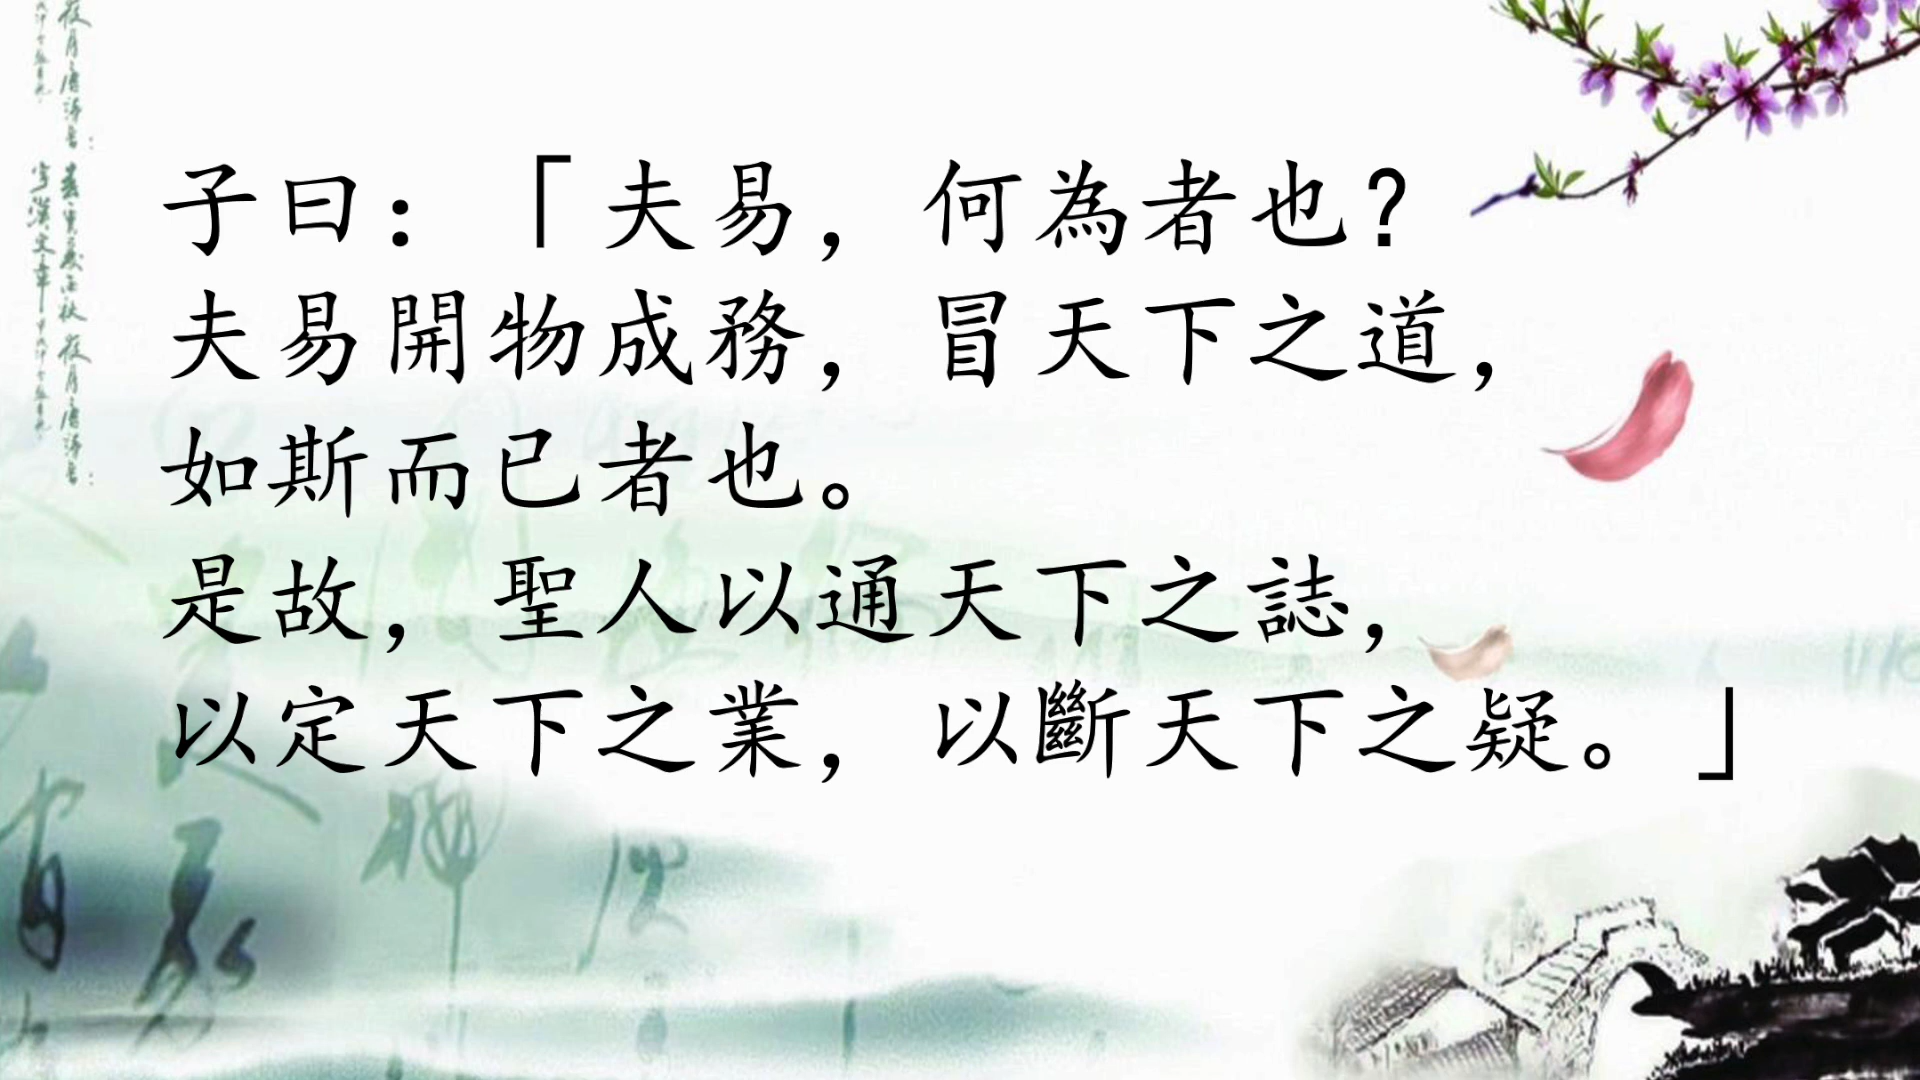 子曰：「夫易，何為者也？
夫易開物成務，冒天下之道，
如斯而已者也。
是故，聖人以通天下之誌，
以定天下之業，以斷天下之疑。」